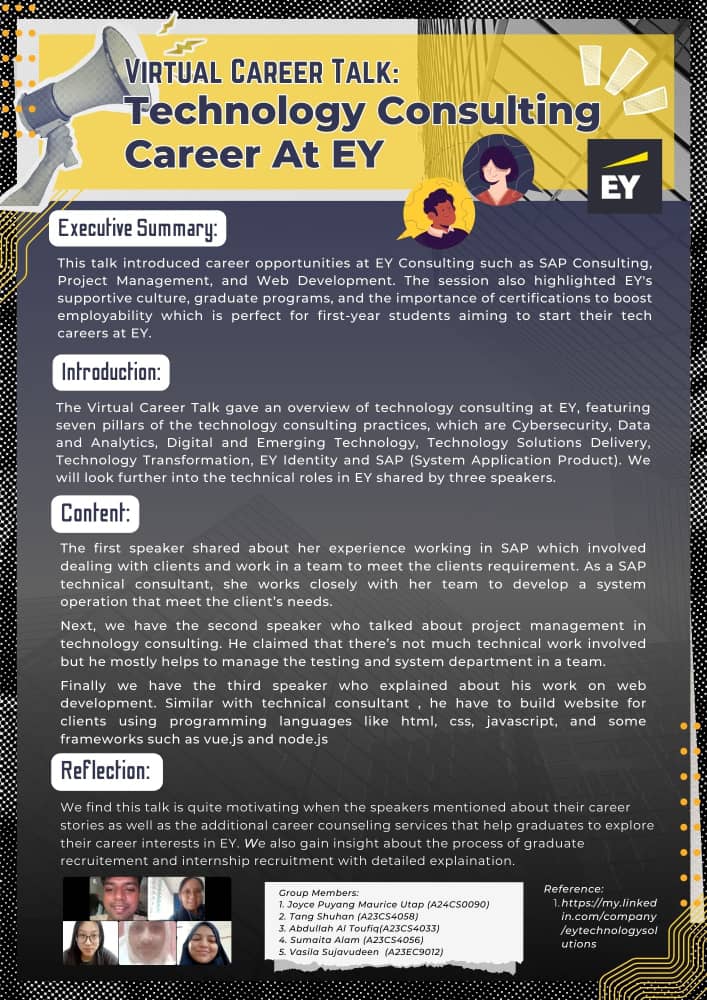 VIRTUAL CAREER TALK:
Technology Consulting
Career At EY
EY
Executive Summary:
This talk introduced career opportunities at EY Consulting such as SAP Consulting,
Project Management, and Web Development. The session also highlighted EY's
supportive culture, graduate programs, and the importance of certifications to boost
employability which is perfect for first-year students aiming to start their tech
careers at EY.
Introduction:
The Virtual Career Talk gave an overview of technology consulting at EY, featuring
seven pillars of the technology consulting practices, which are Cybersecurity, Data
and Analytics, Digital and Emerging Technology, Technology Solutions Delivery,
Technology Transformation, EY Identity and SAP (System Application Product). We
will look further into the technical roles in EY shared by three speakers.
Content:
The first speaker shared about her experience working in SAP which involved
dealing with clients and work in a team to meet the clients requirement. As a SAP
technical consultant, she works closely with her team to develop a system
operation that meet the client's needs.
Next, we have the second speaker who talked about project management in
technology consulting. He claimed that there's not much technical work involved
but he mostly helps to manage the testing and system department in a team.
Finally we have the third speaker who explained about his work on web
development. Similar with technical consultant , he have to build website for
clients using programming languages like html, css, javascript, and some
frameworks such as vue.js and node.js
Reflection:
We find this talk is quite motivating when the speakers mentioned about their career
stories as well as the additional career counseling services that help graduates to explore
their career interests in EY. We also gain insight about the process of graduate
recruitement and internship recruitment with detailed explaination.
Group Members:
1. Joyce Puyang Maurice Utap (A24CS0090)
2. Tang Shuhan (A23CS4058)
3. Abdullah Al Toufiq(A23CS4033)
4. Sumaita Alam (A23CS4056)
5. Vasila Sujavudeen (A23EC9012)
Reference:
1. https://my.linked
in.com/company
/eytechnologysol
utions